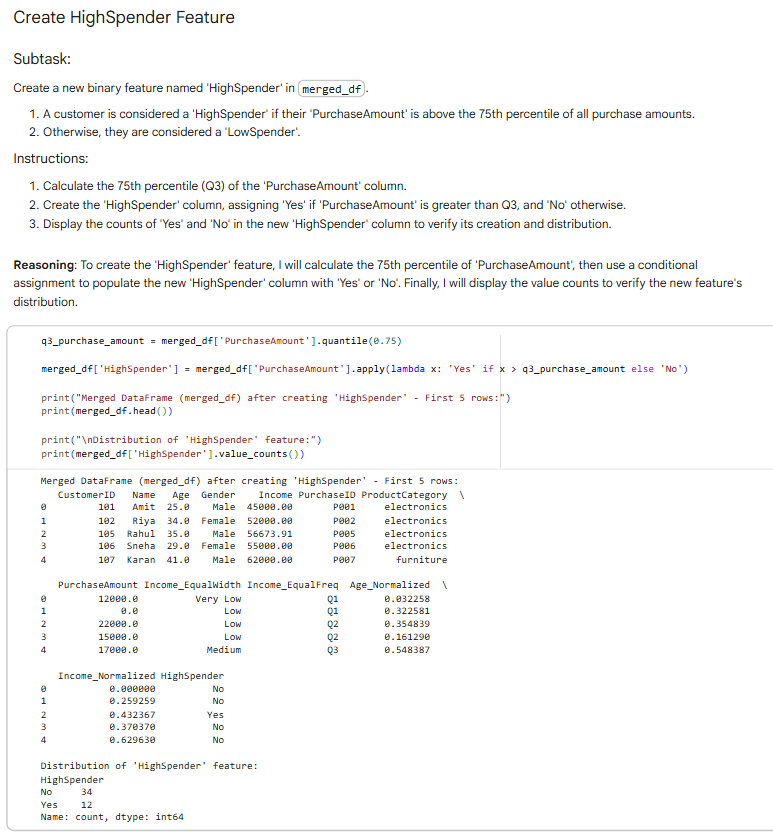 Create HighSpender Feature
Subtask:
Create a new binary feature named 'HighSpender' in merged_df.
1. A customer is considered a 'HighSpender' if their 'PurchaseAmount' is above the 75th percentile of all purchase amounts.
2. Otherwise, they are considered a 'LowSpender'.
Instructions:
1. Calculate the 75th percentile (Q3) of the 'PurchaseAmount' column.
2. Create the 'HighSpender' column, assigning 'Yes' if 'PurchaseAmount' is greater than Q3, and 'No' otherwise.
3. Display the counts of 'Yes' and 'No' in the new 'HighSpender' column to verify its creation and distribution.
Reasoning: To create the 'HighSpender' feature, I will calculate the 75th percentile of 'PurchaseAmount', then use a conditional
assignment to populate the new 'HighSpender' column with 'Yes' or 'No'. Finally, I will display the value counts to verify the new feature's
distribution.
q3_purchase_amount = merged_df['PurchaseAmount'].quantile(0.75)
merged_df['HighSpender'] = merged_df['PurchaseAmount'].apply(lambda x: 'Yes' if x > q3_purchase_amount else 'No')
print("Merged DataFrame (merged_df) after creating 'HighSpender' - First 5 rows:")
print(merged_df.head())
print("\nDistribution of 'HighSpender' feature:")
print(merged_df['HighSpender'].value_counts())
Merged DataFrame (merged_df) after creating 'HighSpender' - First 5 rows:
CustomerID Name Age Gender Income PurchaseID ProductCategory \
0 101 Amit 25.0 Male 45000.00 P001 electronics
1 102 Riya 34.0 Female 52000.00 P002 electronics
2 105 Rahul 35.0 Male 56673.91 P005 electronics
3 106 Sneha 29.0 Female 55000.00 P006 electronics
4 107 Karan 41.0 Male 62000.00 P007 furniture
PurchaseAmount Income_EqualWidth Income_EqualFreq Age_Normalized \
0 12000.0 Very Low Q1 0.032258
1 0.0 Low Q1 0.322581
2 22000.0 Low Q2 0.354839
3 15000.0 Low Q2 0.161290
4 17000.0 Medium Q3 0.548387
Income_Normalized HighSpender
0 0.000000 No
1 0.259259 No
2 0.432367 Yes
3 0.370370 No
4 0.629630 No
Distribution of 'HighSpender' feature:
HighSpender
No 34
Yes 12
Name: count, dtype: int64